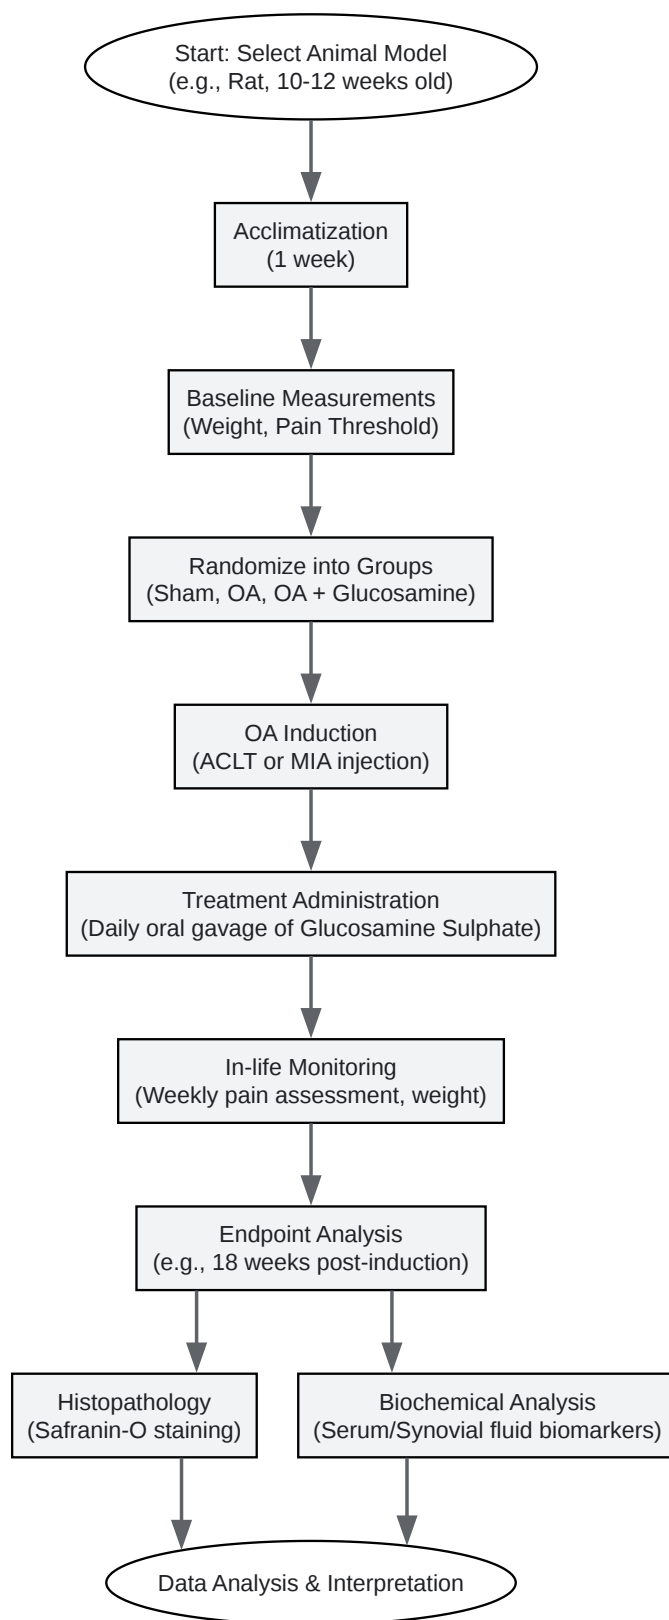 Start: Select Animal Model
(e.g., Rat, 10-12 weeks old)
Acclimatization
(1 week)
Baseline Measurements
(Weight, Pain Threshold)
Randomize into Groups
(Sham, OA, OA + Glucosamine)
OA Induction
(ACLT or MIA injection)
Treatment Administration
(Daily oral gavage of Glucosamine Sulphate)
In-life Monitoring
(Weekly pain assessment, weight)
Endpoint Analysis
(e.g., 18 weeks post-induction)
Histopathology
(Safranin-O staining)
Biochemical Analysis
(Serum/Synovial fluid biomarkers)
Data Analysis & Interpretation